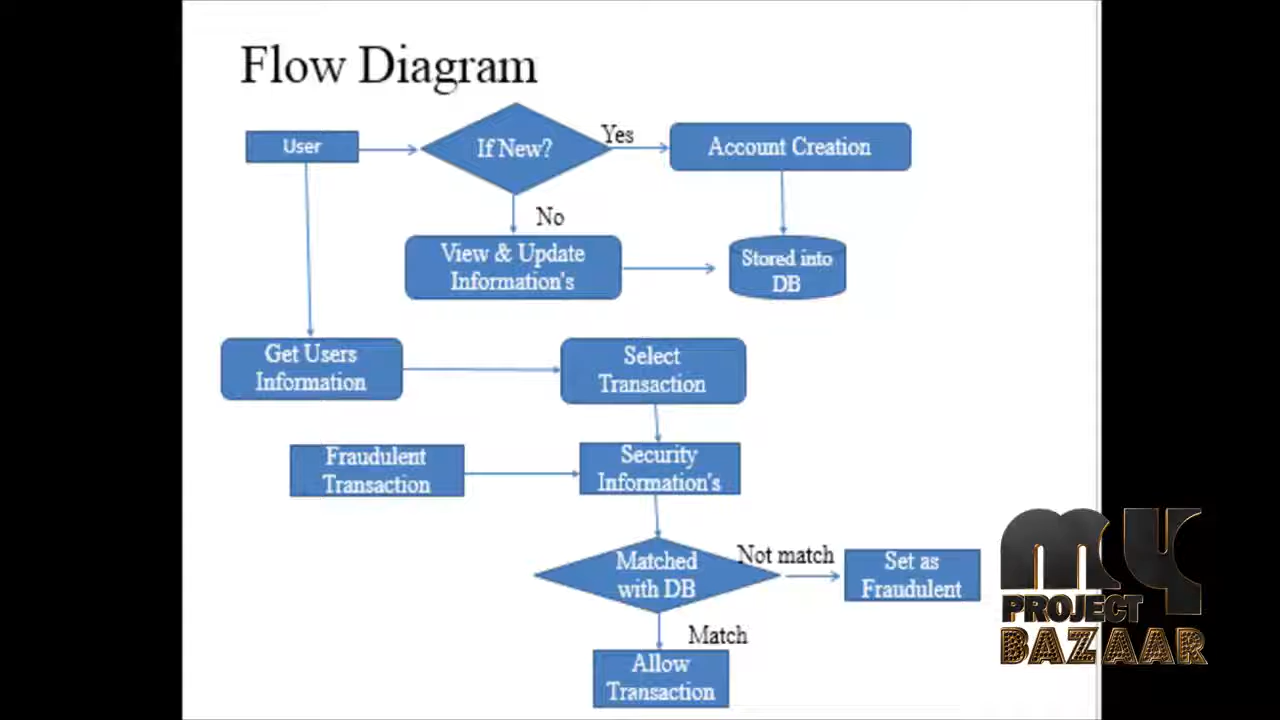 Flow Diagram
User
If New?
Yes
Account Creation
No
View & Update
Information's
Stored into
DB
Get Users
Information
Select
Transaction
Fraudulent
Transaction
Security
Information's
Matched
with DB
Not match
Set as
Fraudulent
Match
Allow
Transaction
MY
PROJECT
BAZAAR